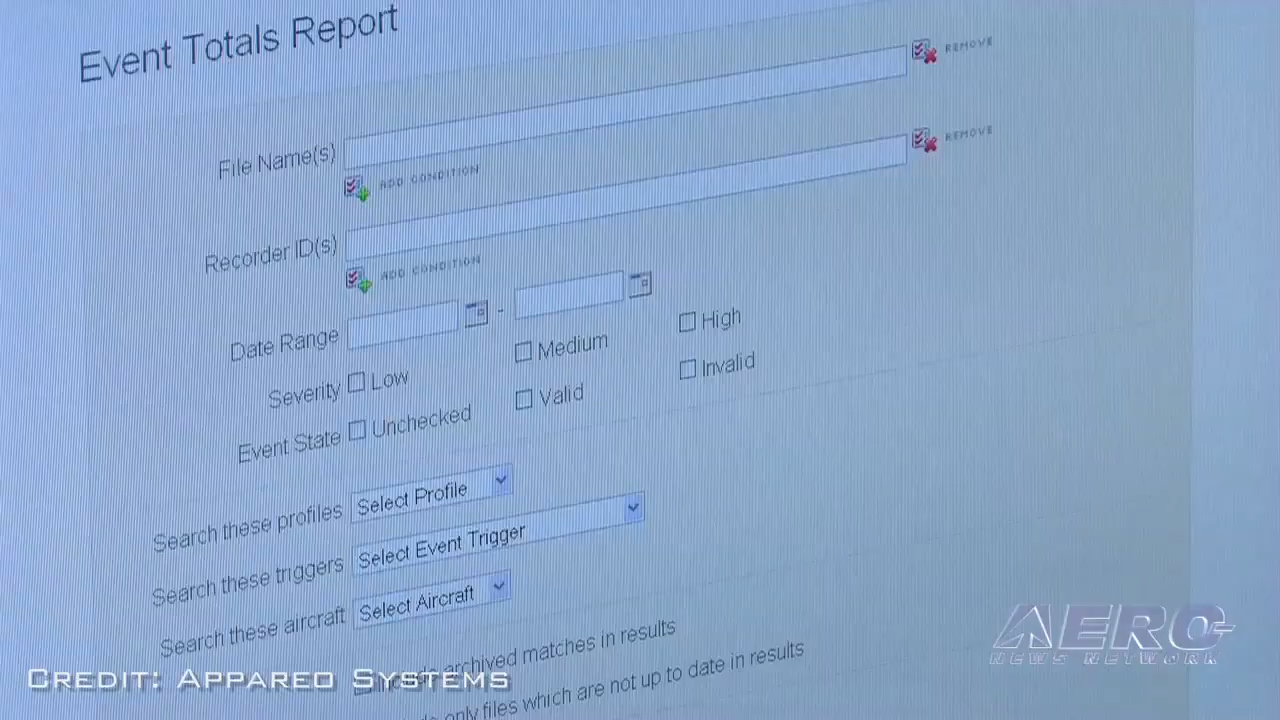 Event Totals Report
File Name(s)
REMOVE
ADD CONDITION
Recorder ID(s)
REMOVE
ADD CONDITION
Date Range -
Severity Low Medium High
Event State Unchecked Valid Invalid
Search these profiles Select Profile
Search these triggers Select Event Trigger
Search these aircraft Select Aircraft
archived matches in results
only files which are not up to date in results
CREDIT: APPAREO SYSTEMS
AERO
NEWS NETWORK